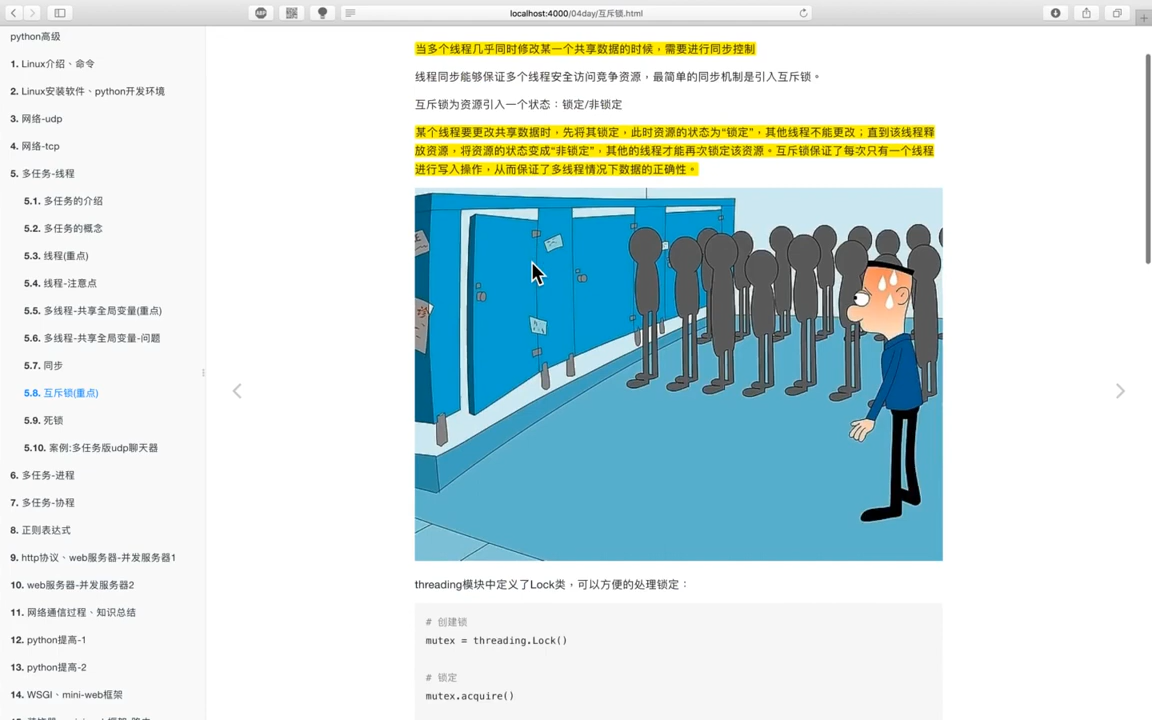 localhost:4000/04day/互斥锁.html
ABP
python高级
1. Linux介绍、命令
2. Linux安装软件、python开发环境
3. 网络-udp
4. 网络-tcp
5. 多任务-线程
5.1. 多任务的介绍
5.2. 多任务的概念
5.3. 线程(重点)
5.4. 线程-注意点
5.5. 多线程-共享全局变量(重点)
5.6. 多线程-共享全局变量-问题
5.7. 同步
5.8. 互斥锁(重点)
5.9. 死锁
5.10. 案例:多任务版udp聊天器
6. 多任务-进程
7. 多任务-协程
8. 正则表达式
9. http协议、web服务器-并发服务器1
10. web服务器-并发服务器2
11. 网络通信过程、知识总结
12. python提高-1
13. python提高-2
14. WSGI、mini-web框架
当多个线程几乎同时修改某一个共享数据的时候，需要进行同步控制
线程同步能够保证多个线程安全访问竞争资源，最简单的同步机制是引入互斥锁。
互斥锁为资源引入一个状态：锁定/非锁定
某个线程要更改共享数据时，先将其锁定，此时资源的状态为“锁定”，其他线程不能更改；直到该线程释
放资源，将资源的状态变成“非锁定”，其他的线程才能再次锁定该资源。互斥锁保证了每次只有一个线程
进行写入操作，从而保证了多线程情况下数据的正确性。
threading模块中定义了Lock类，可以方便的处理锁定：
# 创建锁
mutex = threading.Lock()
# 锁定
mutex.acquire()